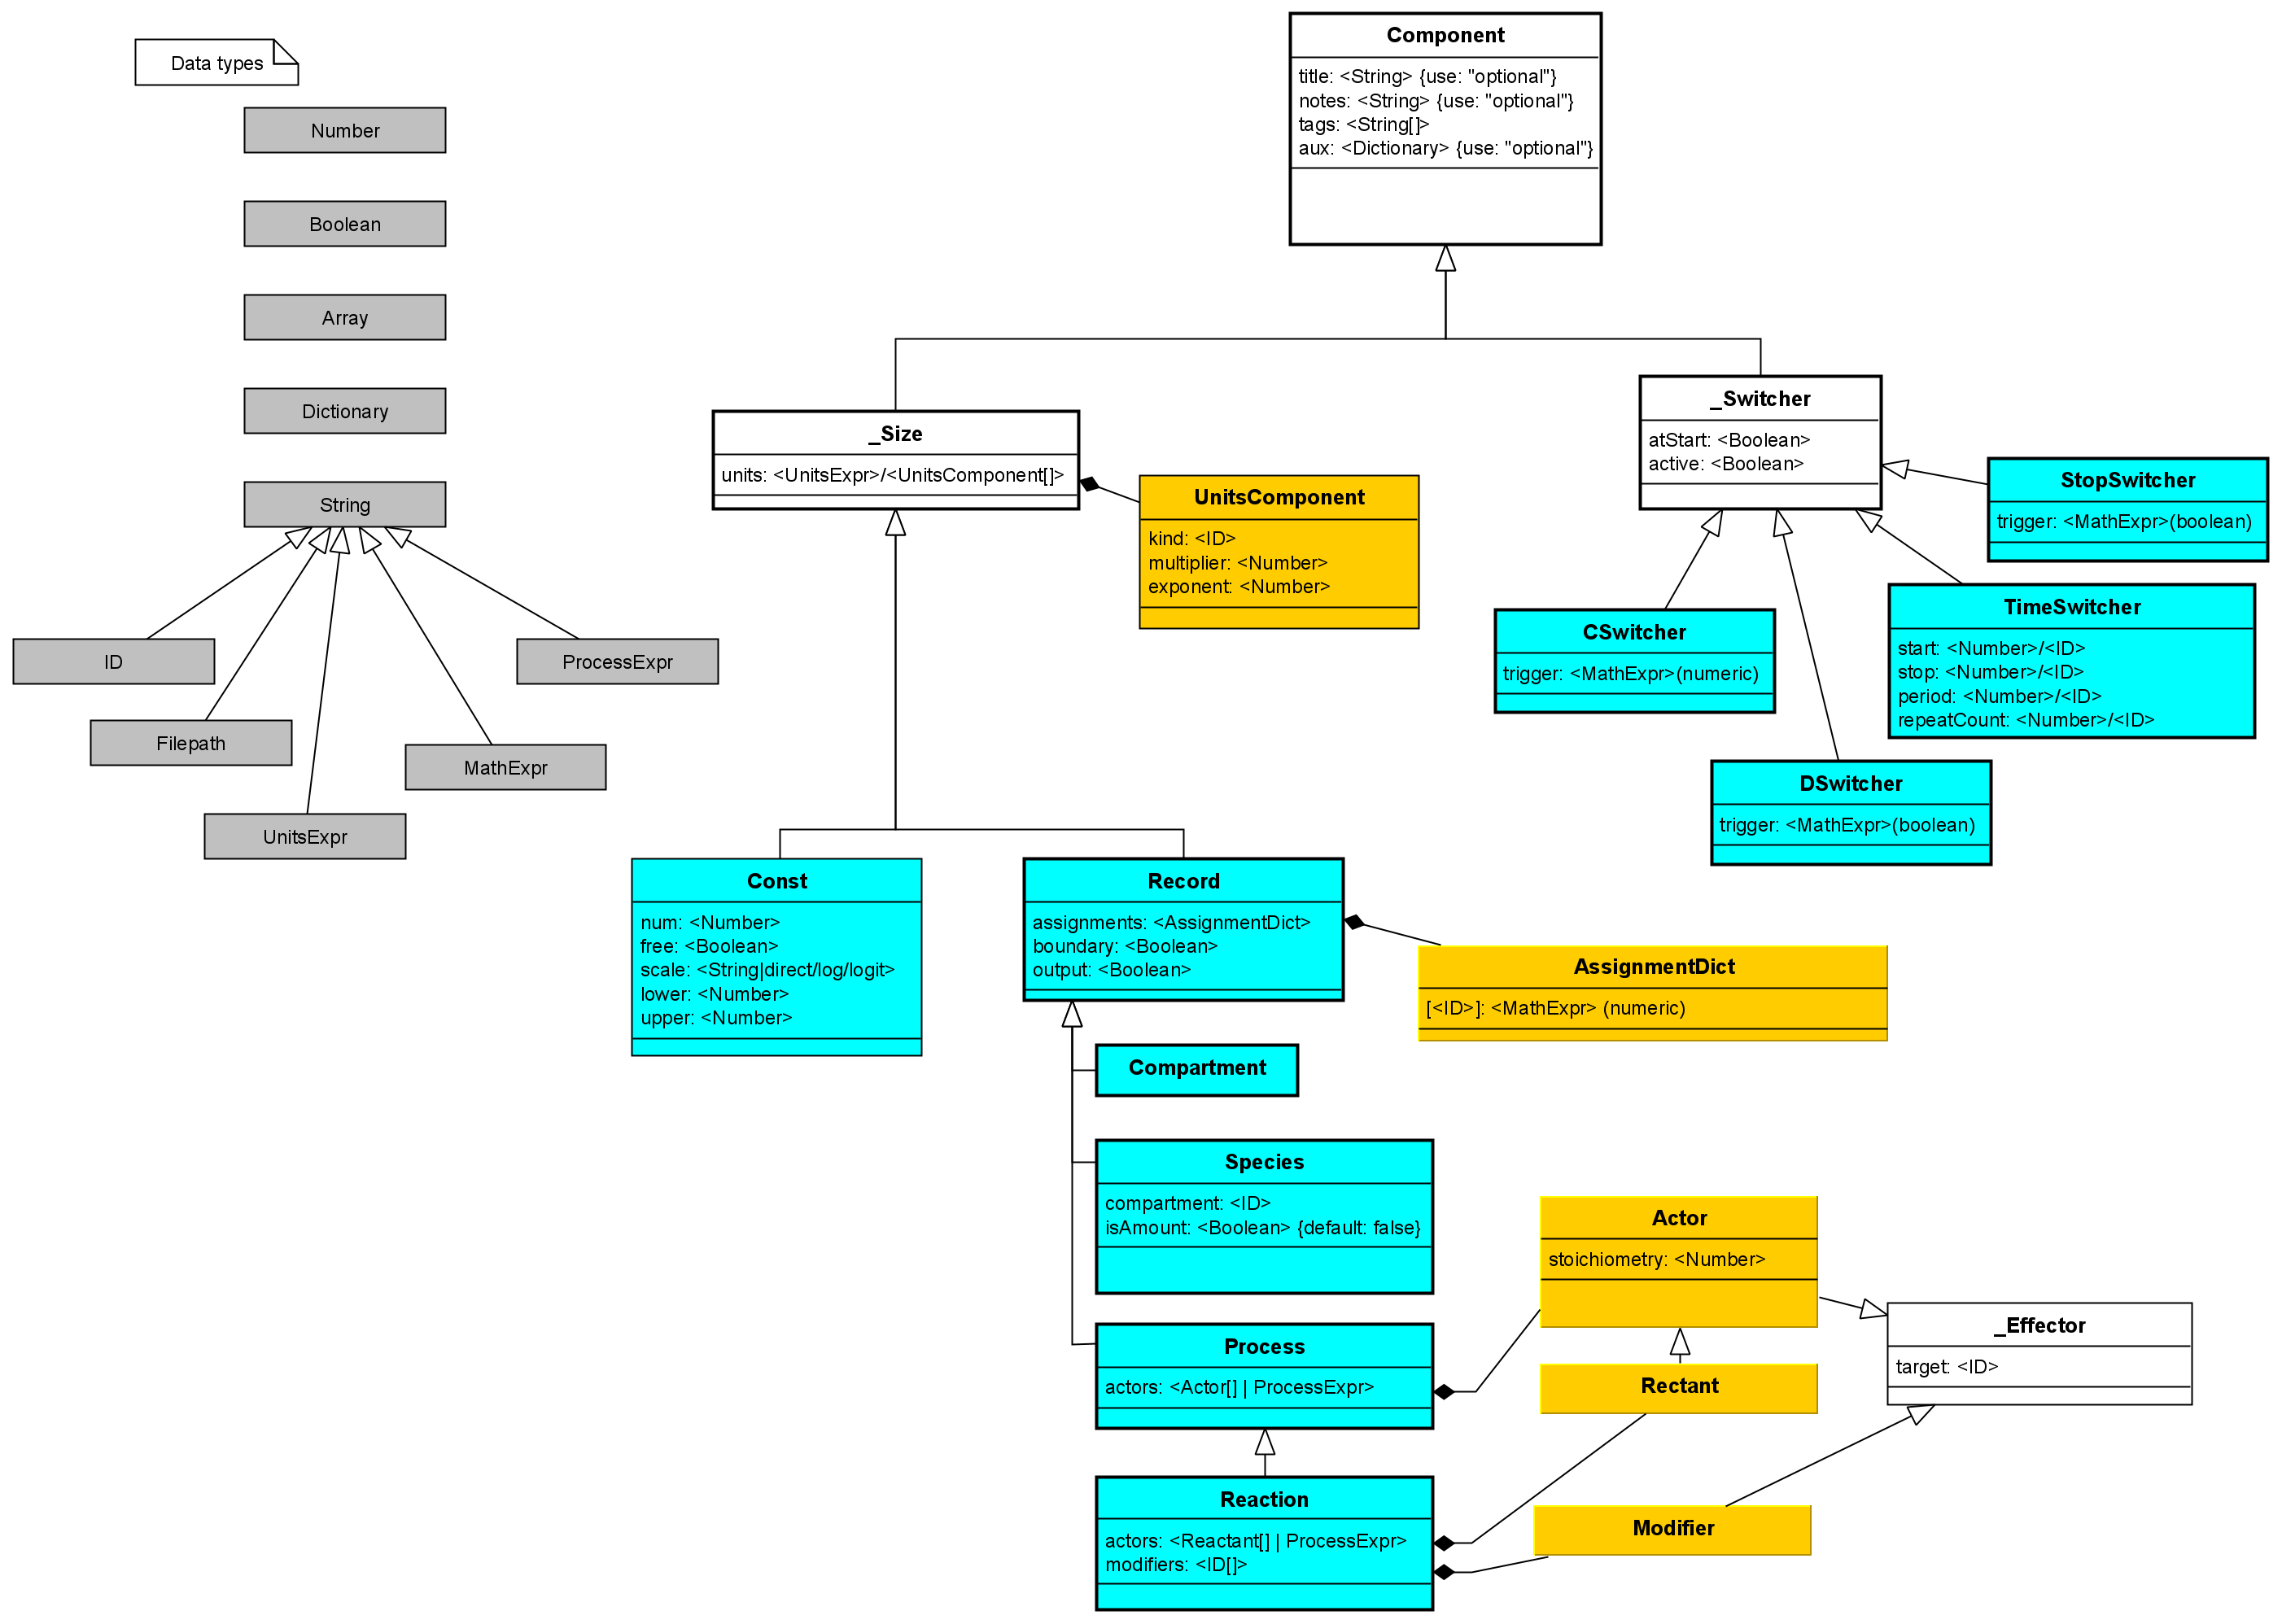 Data types
Number
Boolean
Array
Dictionary
String
ID
ProcessExpr
Filepath
MathExpr
UnitsExpr
Component
title: <String> {use: "optional"}
notes: <String> {use: "optional"}
tags: <String[]>
aux: <Dictionary> {use: "optional"}
_Size
units: <UnitsExpr>/<UnitsComponent[]>
UnitsComponent
kind: <ID>
multiplier: <Number>
exponent: <Number>
_Switcher
atStart: <Boolean>
active: <Boolean>
StopSwitcher
trigger: <MathExpr>(boolean)
CSwitcher
trigger: <MathExpr>(numeric)
TimeSwitcher
start: <Number>/<ID>
stop: <Number>/<ID>
period: <Number>/<ID>
repeatCount: <Number>/<ID>
DSwitcher
trigger: <MathExpr>(boolean)
Const
num: <Number>
free: <Boolean>
scale: <String|direct/log/logit>
lower: <Number>
upper: <Number>
Record
assignments: <AssignmentDict>
boundary: <Boolean>
output: <Boolean>
AssignmentDict
[<ID>]: <MathExpr> (numeric)
Compartment
Species
compartment: <ID>
isAmount: <Boolean> {default: false}
Process
actors: <Actor[] | ProcessExpr>
Reaction
actors: <Reactant[] | ProcessExpr>
modifiers: <ID[]>
Actor
stoichiometry: <Number>
Rectant
Modifier
_Effector
target: <ID>